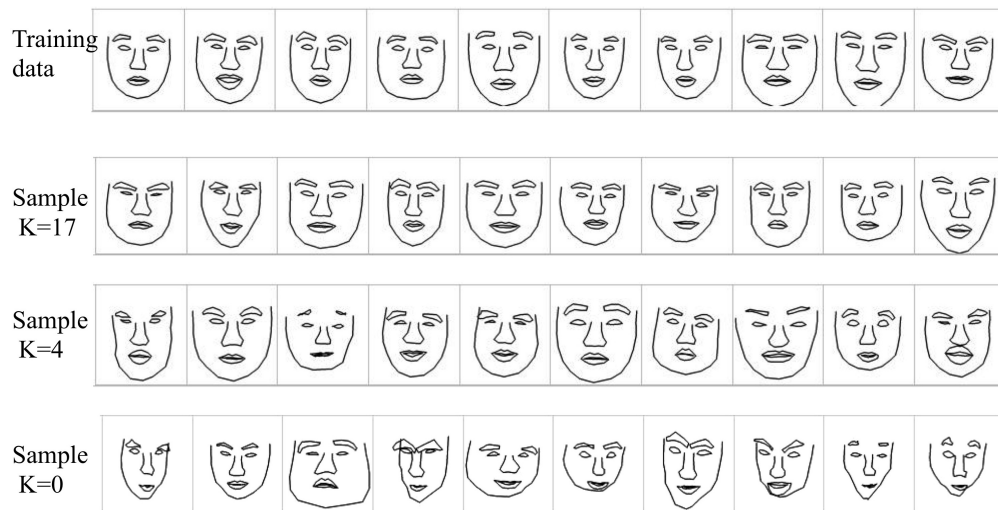 Training
data
Sample
K=17
Sample
K=4
Sample
K=0